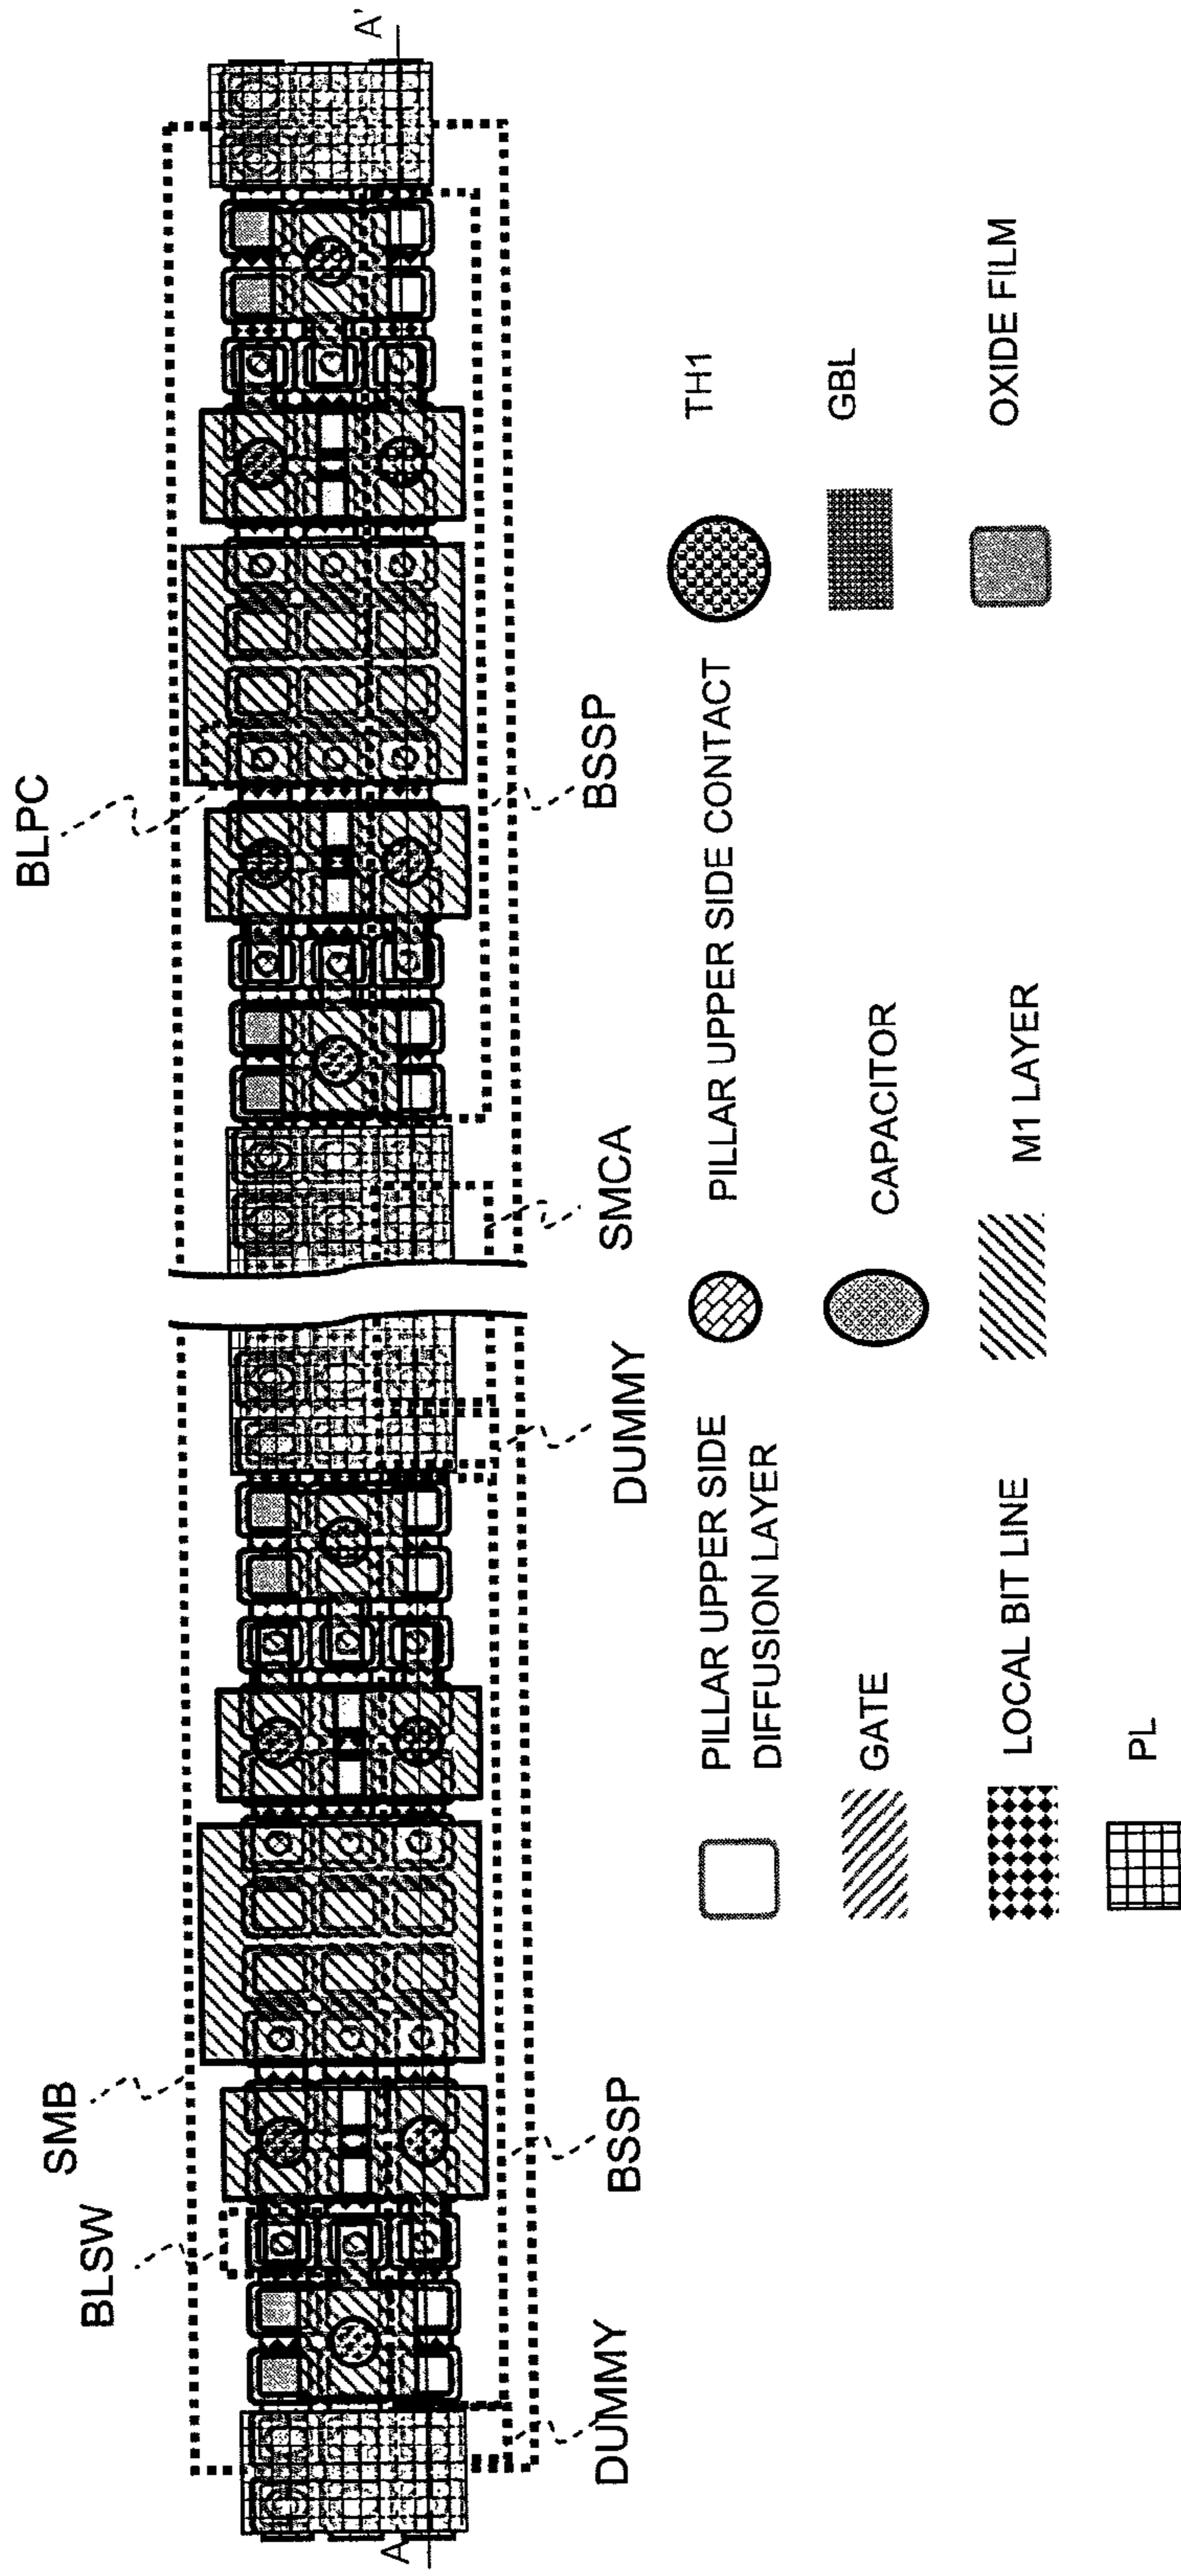 A
A'
DUMMY
BLSW
SMB
BSSP
DUMMY
SMCA
BLPC
BSSP
PILLAR UPPER SIDE
DIFFUSION LAYER
PILLAR UPPER SIDE CONTACT
TH1
GATE
CAPACITOR
GBL
LOCAL BIT LINE
M1 LAYER
OXIDE FILM
PL